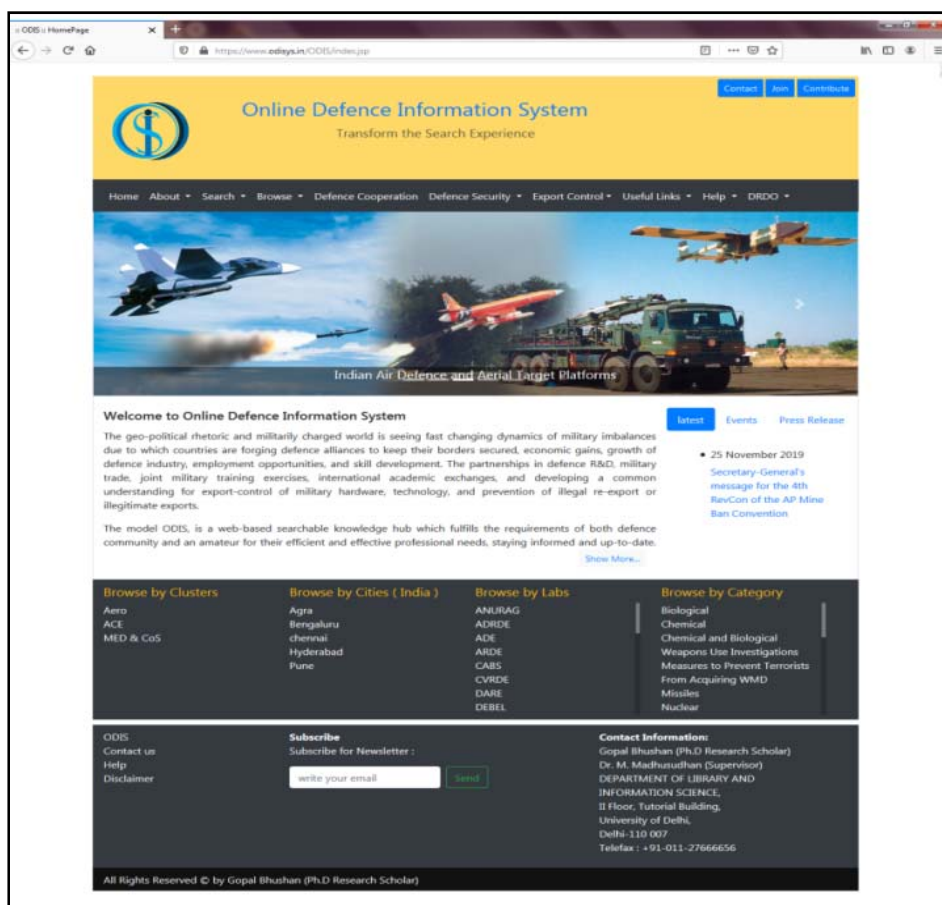 :: ODIS :: HomePage
https://www.odisys.in/ODIS/index.jsp
Contact Join Contribute
Online Defence Information System
Transform the Search Experience
Home About Search Browse Defence Cooperation Defence Security Export Control Useful Links Help DRDO
Indian Air Defence and Aerial Target Platforms
Welcome to Online Defence Information System
The geo-political rhetoric and militarily charged world is seeing fast changing dynamics of military imbalances
due to which countries are forging defence alliances to keep their borders secured, economic gains, growth of
defence industry, employment opportunities, and skill development. The partnerships in defence R&D, military
trade, joint military training exercises, international academic exchanges, and developing a common
understanding for export-control of military hardware, technology, and prevention of illegal re-export or
illegitimate exports.
The model ODIS, is a web-based searchable knowledge hub which fulfills the requirements of both defence
community and an amateur for their efficient and effective professional needs, staying informed and up-to-date.
Show More...
latest Events Press Release
25 November 2019
Secretary-General's
message for the 4th
RevCon of the AP Mine
Ban Convention
Browse by Clusters
Aero
ACE
MED & CoS
Browse by Cities ( India )
Agra
Bengaluru
chennai
Hyderabad
Pune
Browse by Labs
ANURAG
ADRDE
ADE
ARDE
CABS
CVRDE
DARE
DEBEL
Browse by Category
Biological
Chemical
Chemical and Biological
Weapons Use Investigations
Measures to Prevent Terrorists
From Acquiring WMD
Missiles
Nuclear
ODIS
Contact us
Help
Disclaimer
Subscribe
Subscribe for Newsletter :
write your email Send
Contact Information:
Gopal Bhushan (Ph.D Research Scholar)
Dr. M. Madhusudhan (Supervisor)
DEPARTMENT OF LIBRARY AND
INFORMATION SCIENCE,
II Floor, Tutorial Building,
University of Delhi,
Delhi-110 007
Telefax : +91-011-27666656
All Rights Reserved © by Gopal Bhushan (Ph.D Research Scholar)